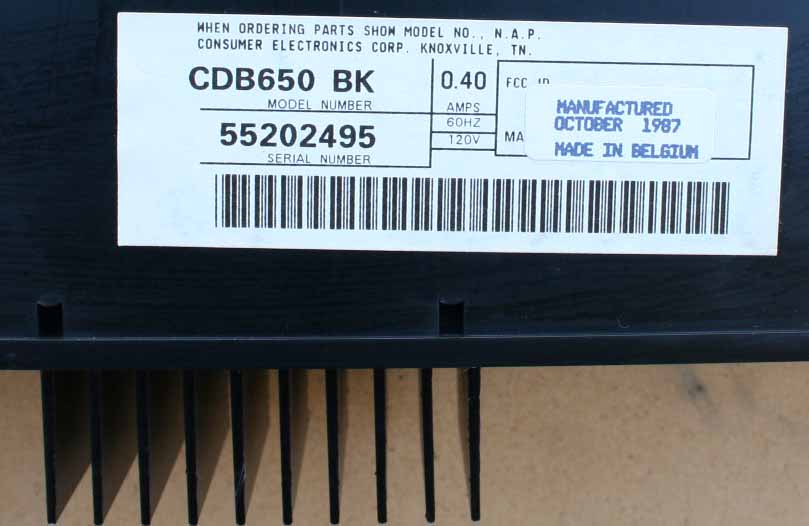 WHEN ORDERING PARTS SHOW MODEL NO., N.A.P.
CONSUMER ELECTRONICS CORP. KNOXVILLE, TN.
CDB650 BK
MODEL NUMBER
55202495
SERIAL NUMBER
0.40
AMPS
60HZ
120V
FCC ID
MANUFACTURED
OCTOBER 1987
MADE IN BELGIUM